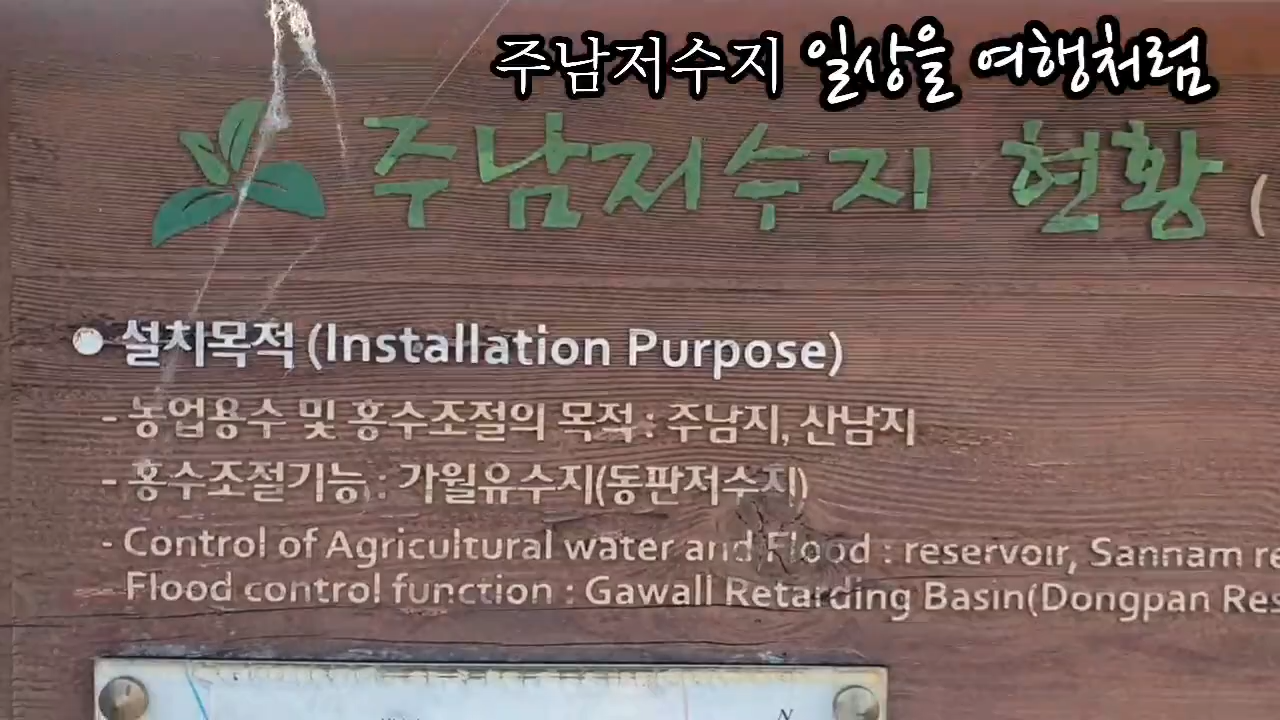 주남저수지 일상을 여행처럼
주남저수지 현황 (
설치목적 (Installation Purpose)
- 농업용수 및 홍수조절의 목적 : 주남지, 산남지
- 홍수조절기능 : 가월유수지(동판저수지)
- Control of Agricultural water and Flood : reservoir, Sannam re
Flood control function : Gawall Retarding Basin(Dongpan Res
N